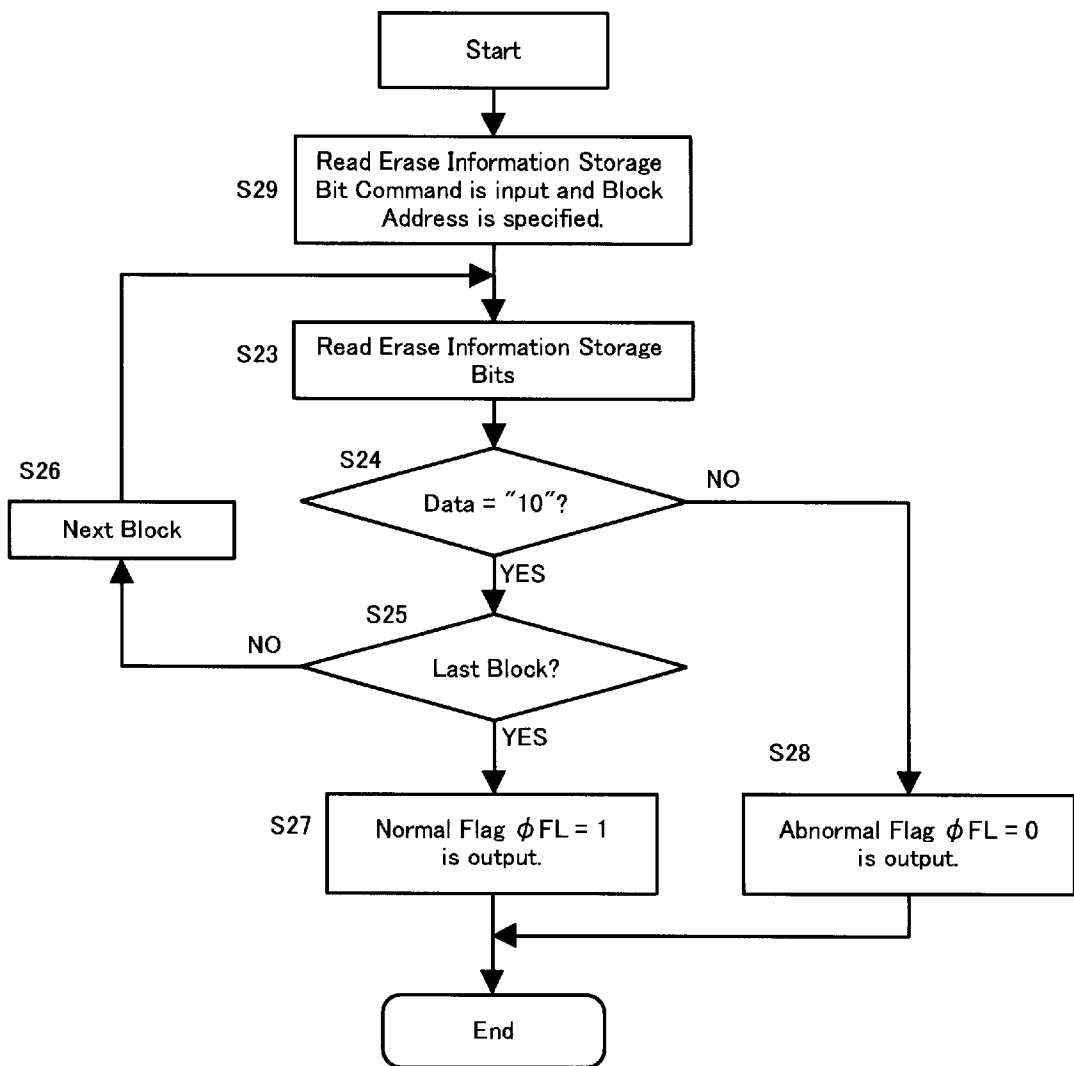 Start
S29
Read Erase Information Storage
Bit Command is input and Block
Address is specified.
S23
Read Erase Information Storage
Bits
S26
Next Block
S24
Data = "10"?
NO
YES
S25
NO
Last Block?
YES
S28
S27
Normal Flag ϕ FL = 1
is output.
Abnormal Flag ϕ FL = 0
is output.
End